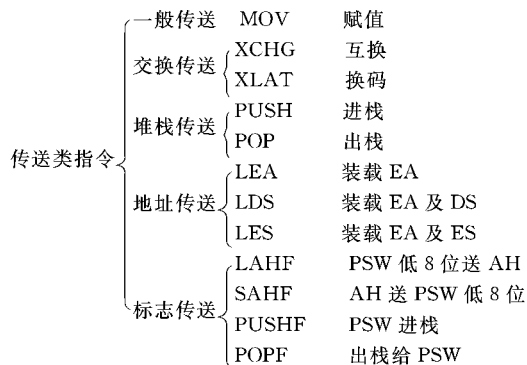 一般传送 MOV 赋值
交换传送 XCHG 互换
XLAT 换码
堆栈传送 PUSH 进栈
POP 出栈
传送类指令
地址传送 LEA 装载 EA
LDS 装载 EA 及 DS
LES 装载 EA 及 ES
标志传送 LAHF PSW 低 8 位送 AH
SAHF AH 送 PSW 低 8 位
PUSHF PSW 进栈
POPF 出栈给 PSW